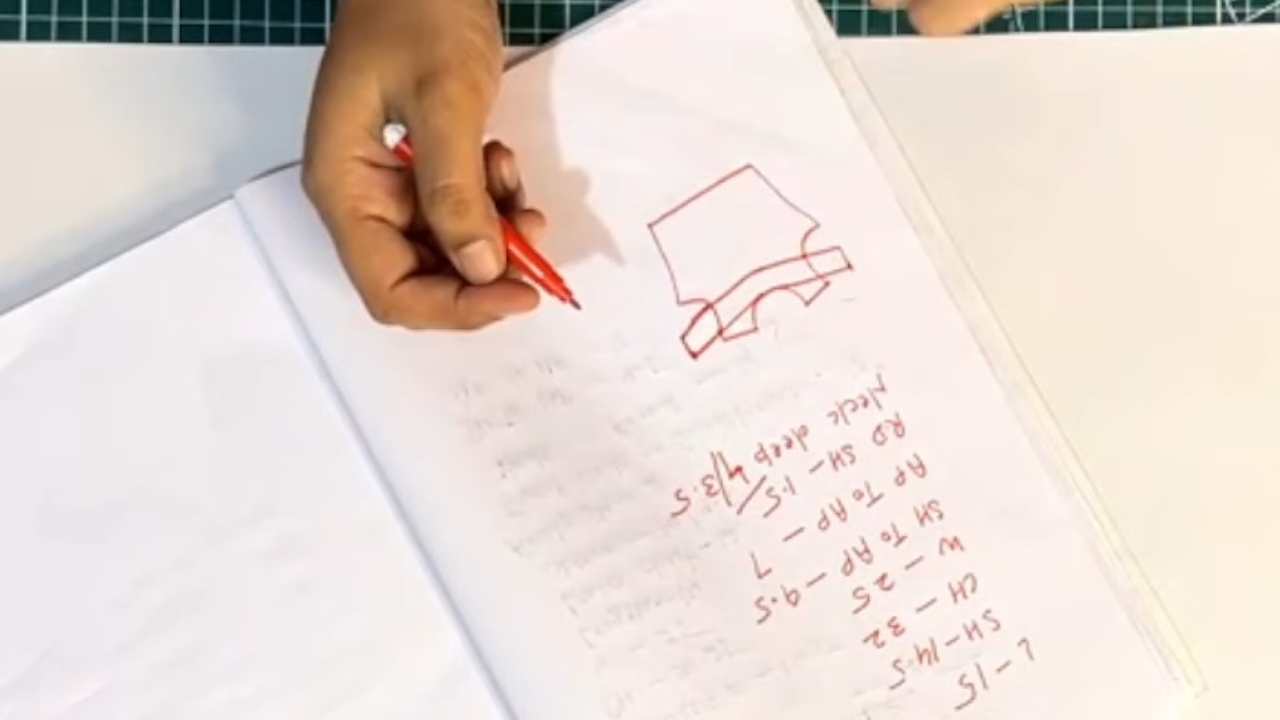 L - 15
SH - 14.5
CH - 32
W - 25
SH To AP - 9.5
AP To AP - 7
RD SH - 1.5
Neck deep 4/3.5